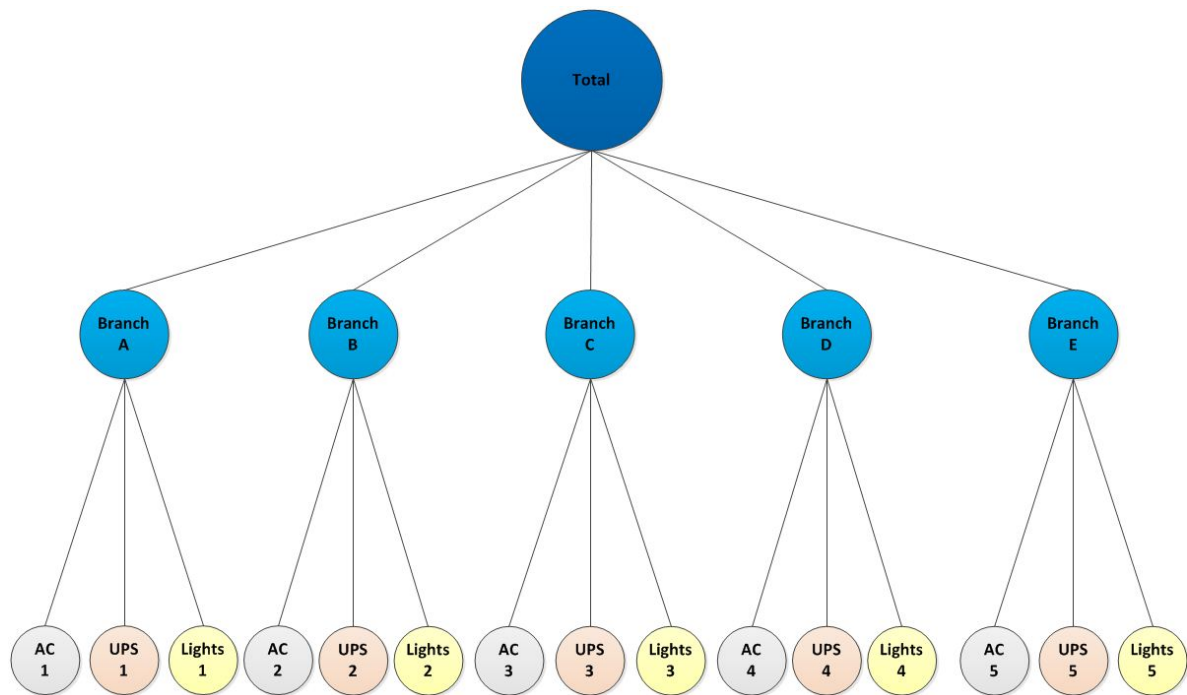 Total
Branch
A
Branch
B
Branch
C
Branch
D
Branch
E
AC
1
UPS
1
Lights
1
AC
2
UPS
2
Lights
2
AC
3
UPS
3
Lights
3
AC
4
UPS
4
Lights
4
AC
5
UPS
5
Lights
5